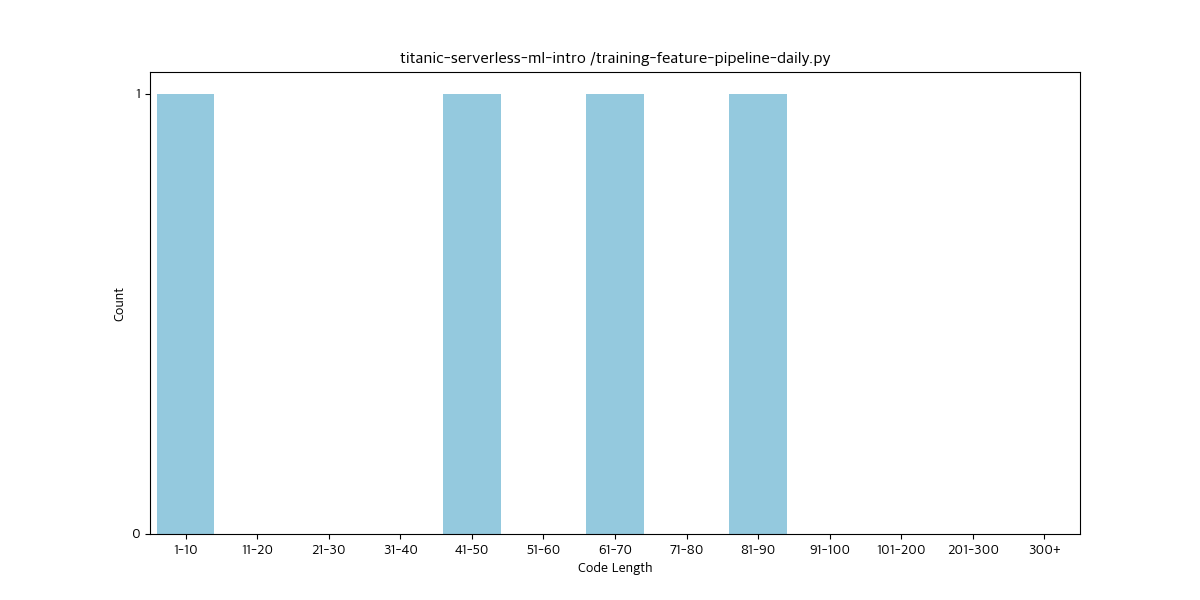 titanic-serverless-ml-intro /training-feature-pipeline-daily.py
1
Count
0
1-10 11-20 21-30 31-40 41-50 51-60 61-70 71-80 81-90 91-100 101-200 201-300 300+
Code Length